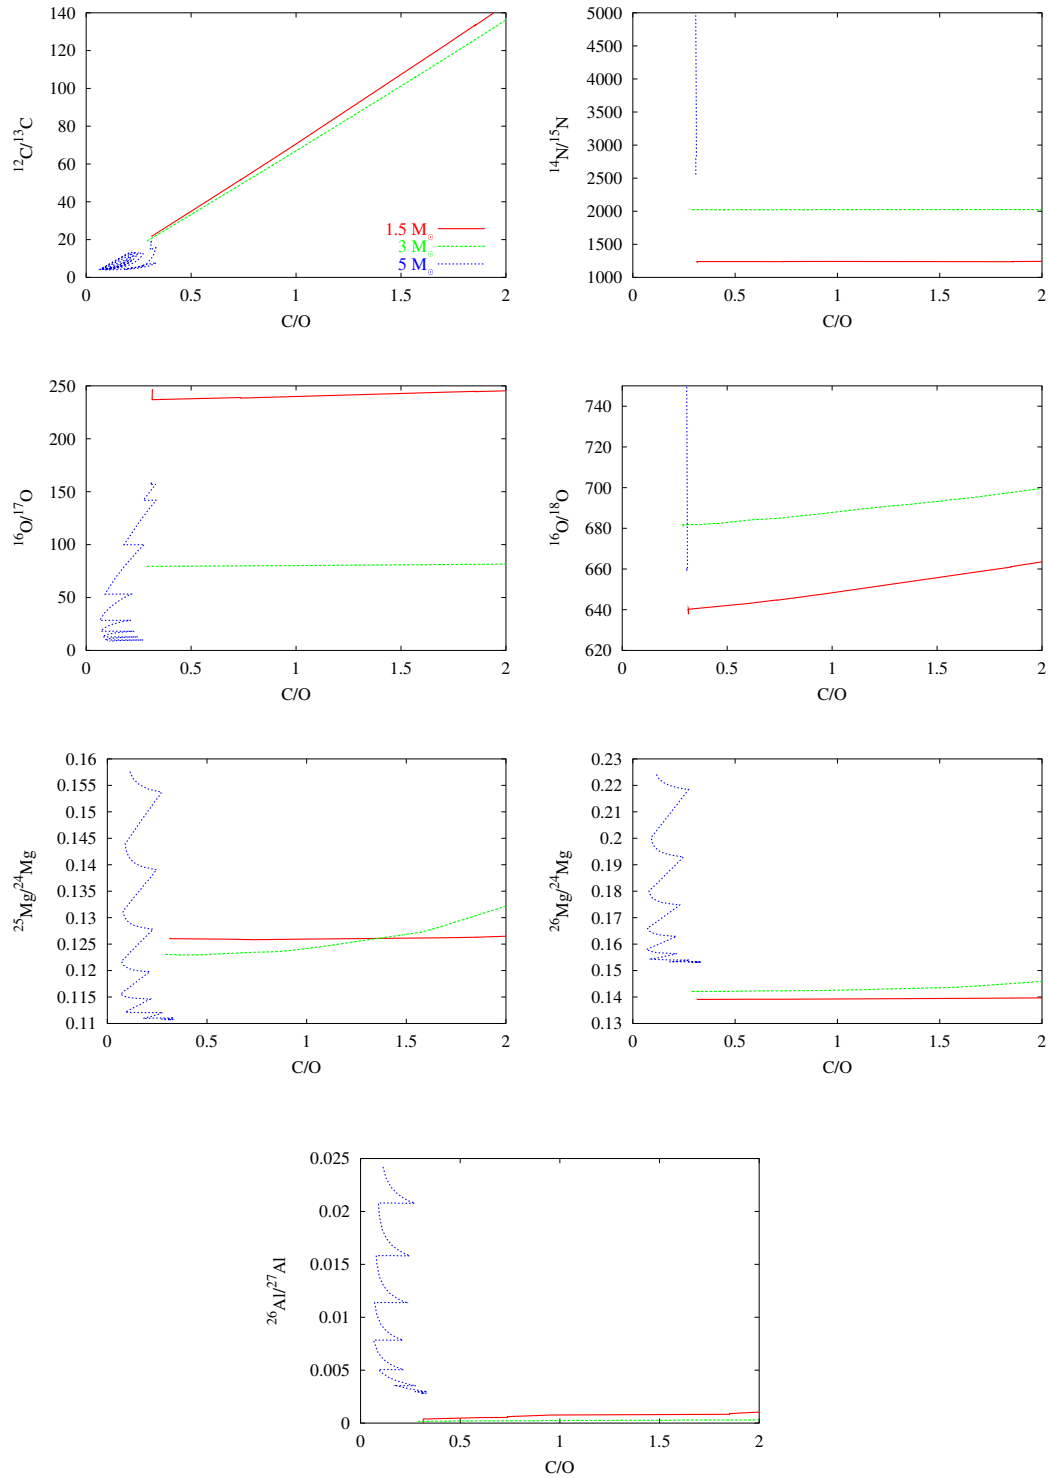 140
120
100
80
60
40
20
0
0 0.5 1 1.5 2
¹²C/¹³C
C/O
1.5 M☉
3 M☉
5 M☉
5000
4500
4000
3500
3000
2500
2000
1500
1000
0 0.5 1 1.5 2
¹⁴N/¹⁵N
C/O
250
200
150
100
50
0
0 0.5 1 1.5 2
¹⁶O/¹⁷O
C/O
740
720
700
680
660
640
620
0 0.5 1 1.5 2
¹⁶O/¹⁸O
C/O
0.16
0.155
0.15
0.145
0.14
0.135
0.13
0.125
0.12
0.115
0.11
0 0.5 1 1.5 2
²⁵Mg/²⁴Mg
C/O
0.23
0.22
0.21
0.2
0.19
0.18
0.17
0.16
0.15
0.14
0.13
0 0.5 1 1.5 2
²⁶Mg/²⁴Mg
C/O
0.025
0.02
0.015
0.01
0.005
0
0 0.5 1 1.5 2
²⁶Al/²⁷Al
C/O